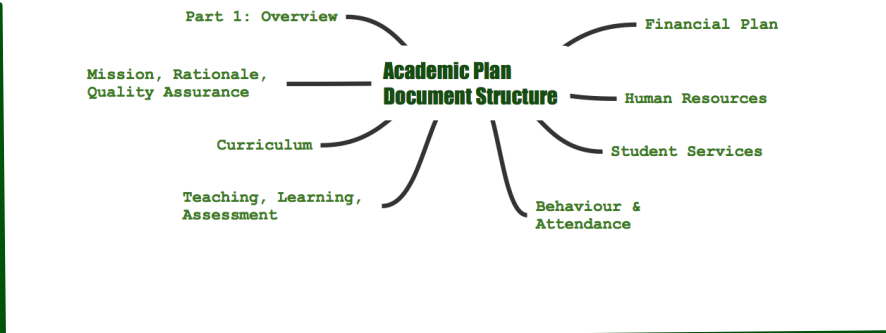 Part 1: Overview
Financial Plan
Academic Plan
Document Structure
Mission, Rationale,
Quality Assurance
Human Resources
Curriculum
Student Services
Teaching, Learning,
Assessment
Behaviour &
Attendance